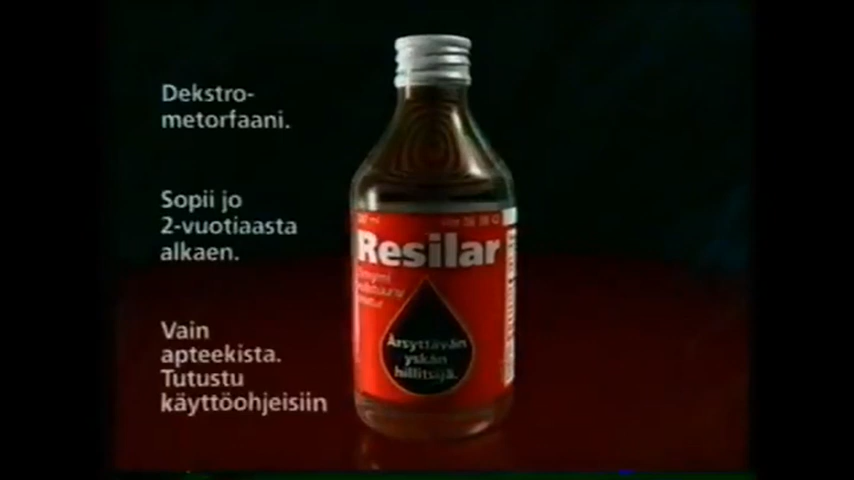 Dekstro-
metorfaani.
Sopii jo
2-vuotiaasta
alkaen.
Vain
apteekista.
Tutustu
käyttöohjeisiin
Resilar
Ärsyttävän
yskän
hillitsijä.